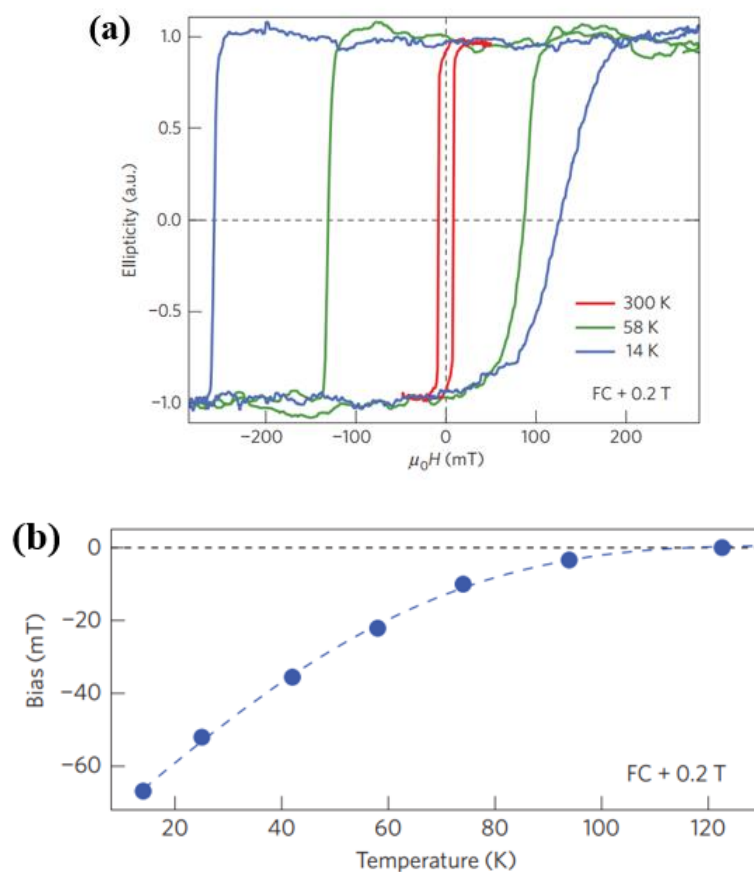 (a)
1.0
0.5
0.0
−0.5
−1.0
Ellipticity (a.u.)
300 K
58 K
14 K
FC + 0.2 T
−200 −100 0 100 200
μ₀H (mT)
(b)
0
−20
−40
−60
Bias (mT)
FC + 0.2 T
20 40 60 80 100 120
Temperature (K)